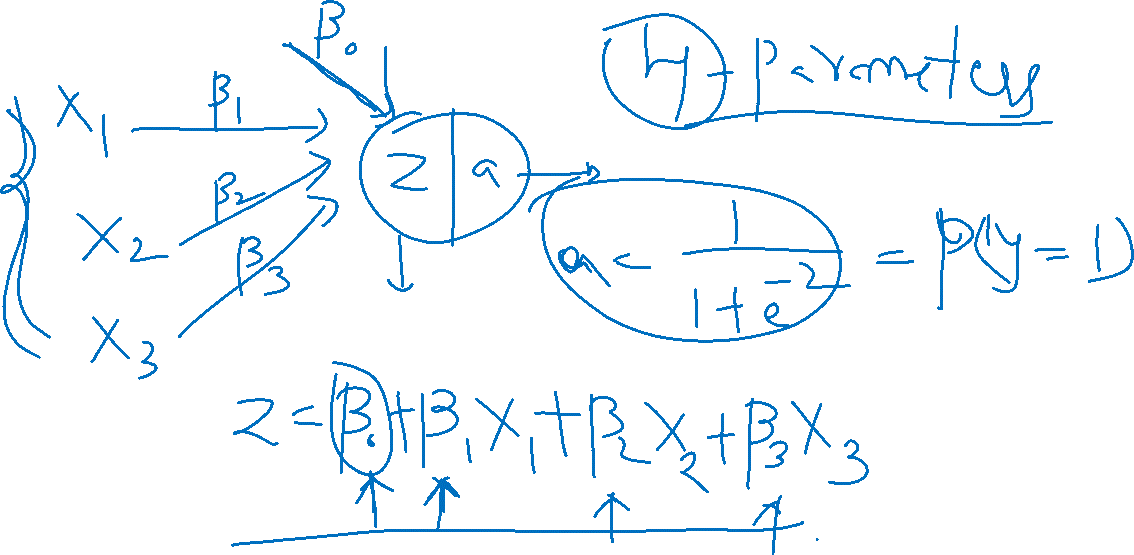 β₀
4 - Parameters
X₁ β₁
Z | a
X₂ β₂
a = 1 / (1 + e^-z) = P(y = 1)
β₃
X₃
Z = β₀ + β₁X₁ + β₂X₂ + β₃X₃